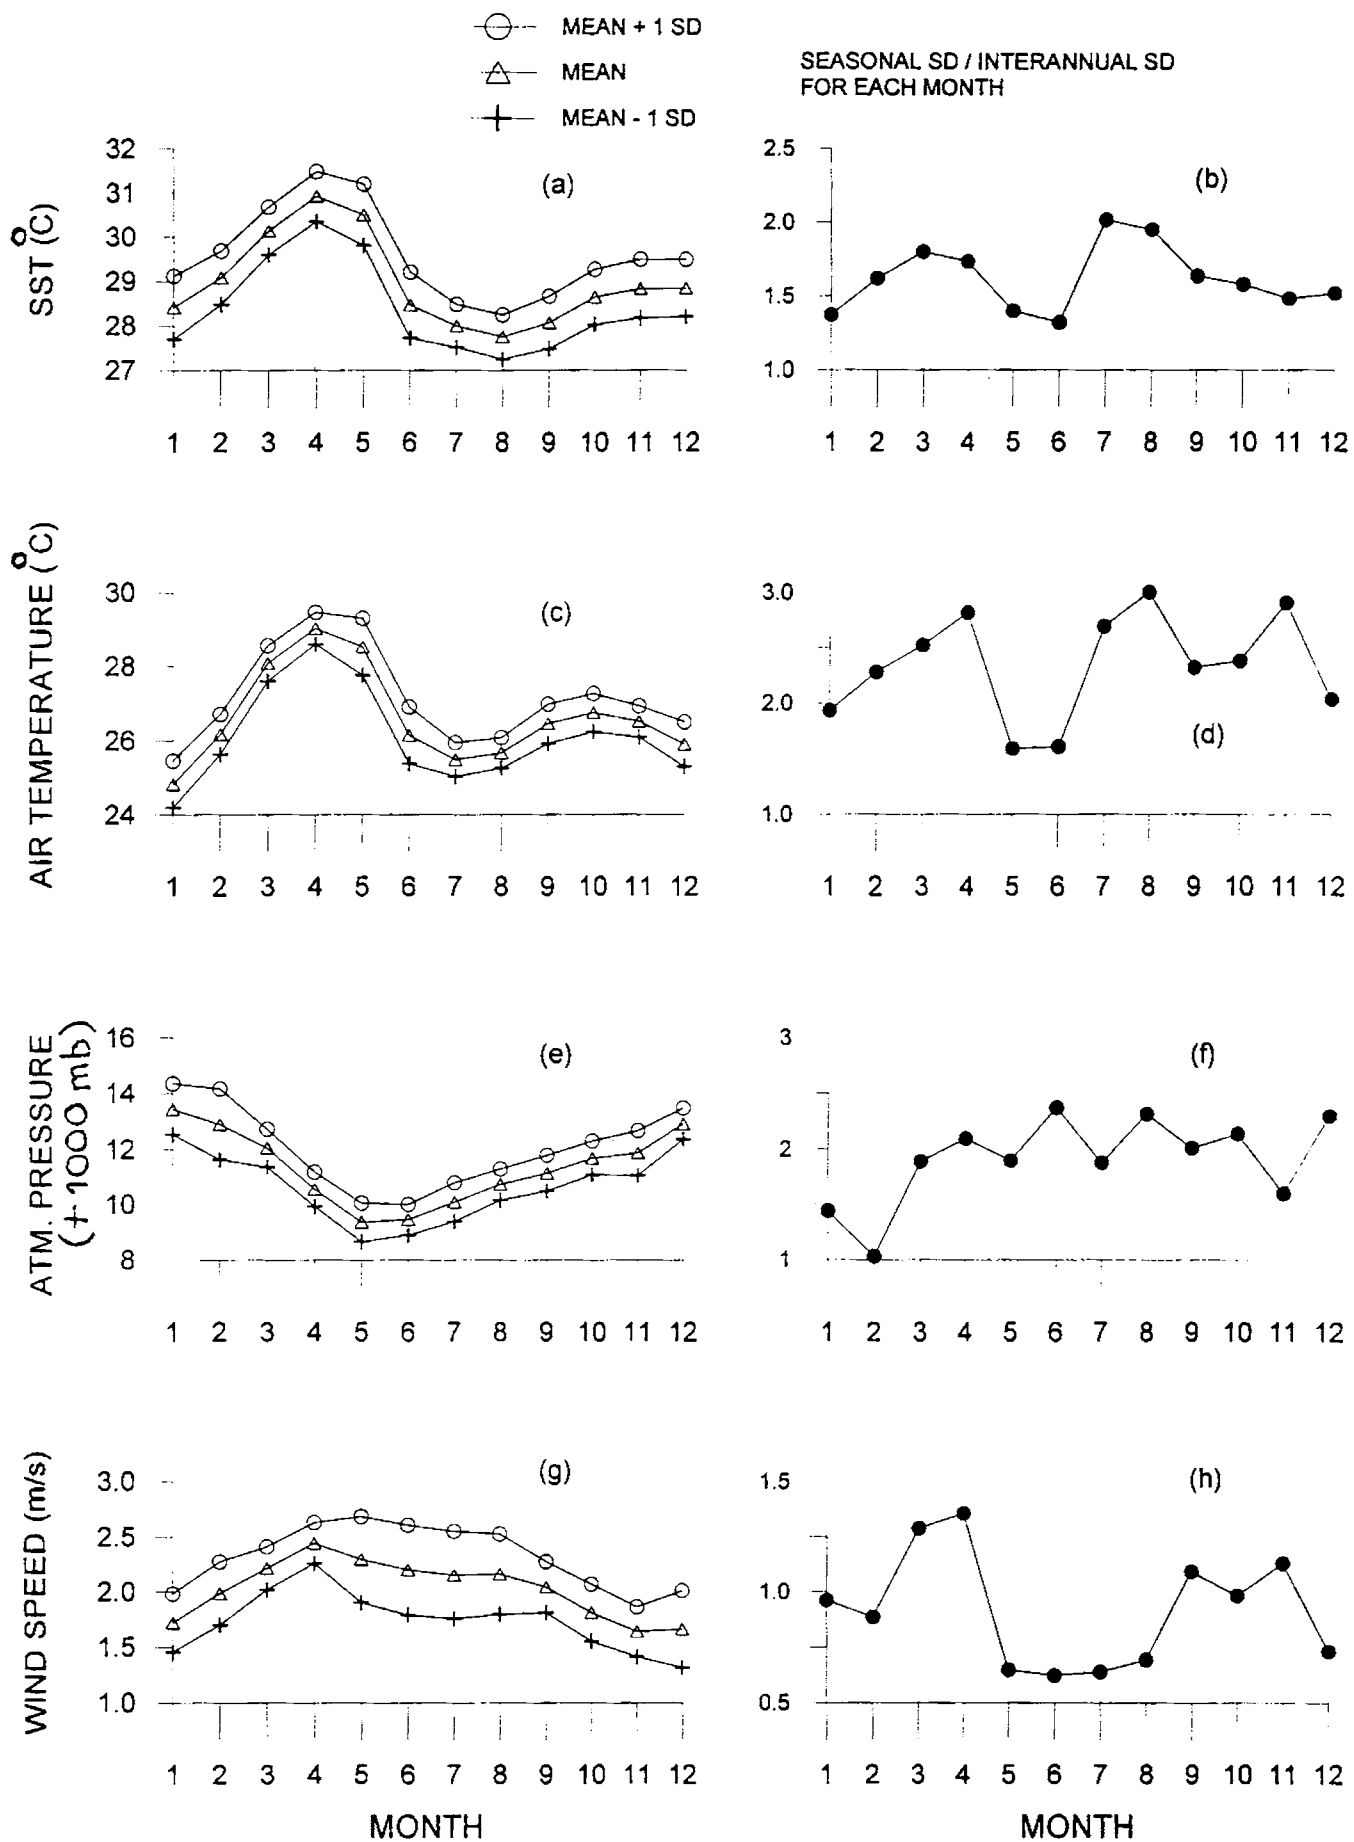 MEAN + 1 SD
MEAN
MEAN - 1 SD
SEASONAL SD / INTERANNUAL SD
FOR EACH MONTH
SST (°C)
32
31
30
29
28
27
(a)
1 2 3 4 5 6 7 8 9 10 11 12
2.5
2.0
1.5
1.0
(b)
1 2 3 4 5 6 7 8 9 10 11 12
AIR TEMPERATURE (°C)
30
28
26
24
(c)
1 2 3 4 5 6 7 8 9 10 11 12
3.0
2.0
1.0
(d)
1 2 3 4 5 6 7 8 9 10 11 12
ATM. PRESSURE
(+ 1000 mb)
16
14
12
10
8
(e)
1 2 3 4 5 6 7 8 9 10 11 12
3
2
1
(f)
1 2 3 4 5 6 7 8 9 10 11 12
WIND SPEED (m/s)
3.0
2.5
2.0
1.5
1.0
(g)
1 2 3 4 5 6 7 8 9 10 11 12
MONTH
1.5
1.0
0.5
(h)
1 2 3 4 5 6 7 8 9 10 11 12
MONTH